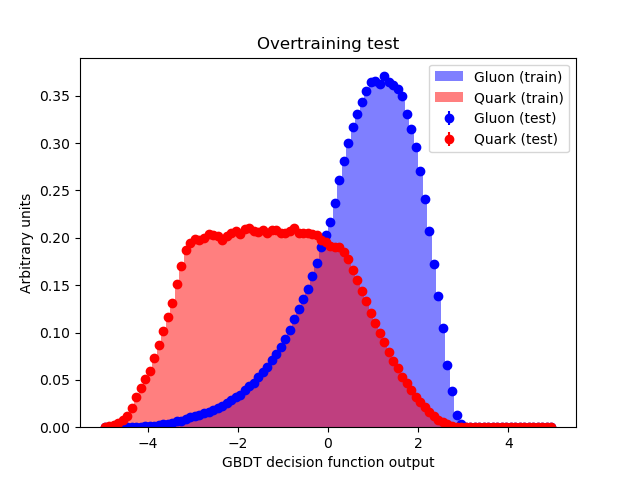 Overtraining test
Gluon (train)
Quark (train)
Gluon (test)
Quark (test)
Arbitrary units
0.35
0.30
0.25
0.20
0.15
0.10
0.05
0.00
−4
−2
0
2
4
GBDT decision function output